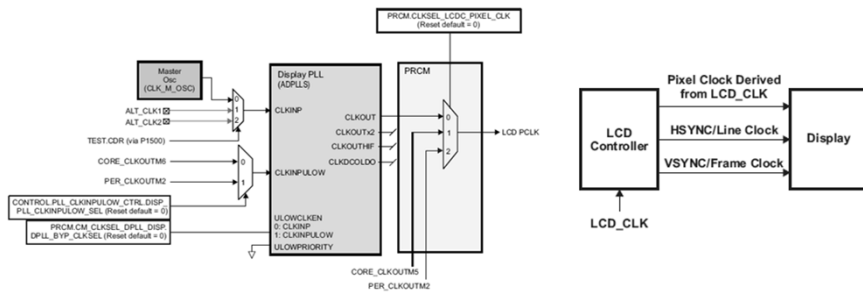 PRCM.CLKSEL_LCDC_PIXEL_CLK
(Reset default = 0)
Master
Osc
(CLK_M_OSC)
Display PLL
(ADPLLS)
PRCM
0
1
2
ALT_CLK1
ALT_CLK2
CLKINP
TEST.CDR (via P1500)
CORE_CLKOUTM6
0
PER_CLKOUTM2
1
CLKINPULOW
CONTROL.PLL_CLKINPULOW_CTRL.DISP_
PLL_CLKINPULOW_SEL (Reset default = 0)
PRCM.CM_CLKSEL_DPLL_DISP.
DPLL_BYP_CLKSEL (Reset default = 0)
ULOWCLKEN
0: CLKINP
1: CLKINPULOW
ULOWPRIORITY
CLKOUT
CLKOUTx2
CLKOUTHIF
CLKDCOLDO
0
1
2
LCD PCLK
CORE_CLKOUTM5
PER_CLKOUTM2
LCD
Controller
Pixel Clock Derived
from LCD_CLK
HSYNC/Line Clock
VSYNC/Frame Clock
Display
LCD_CLK